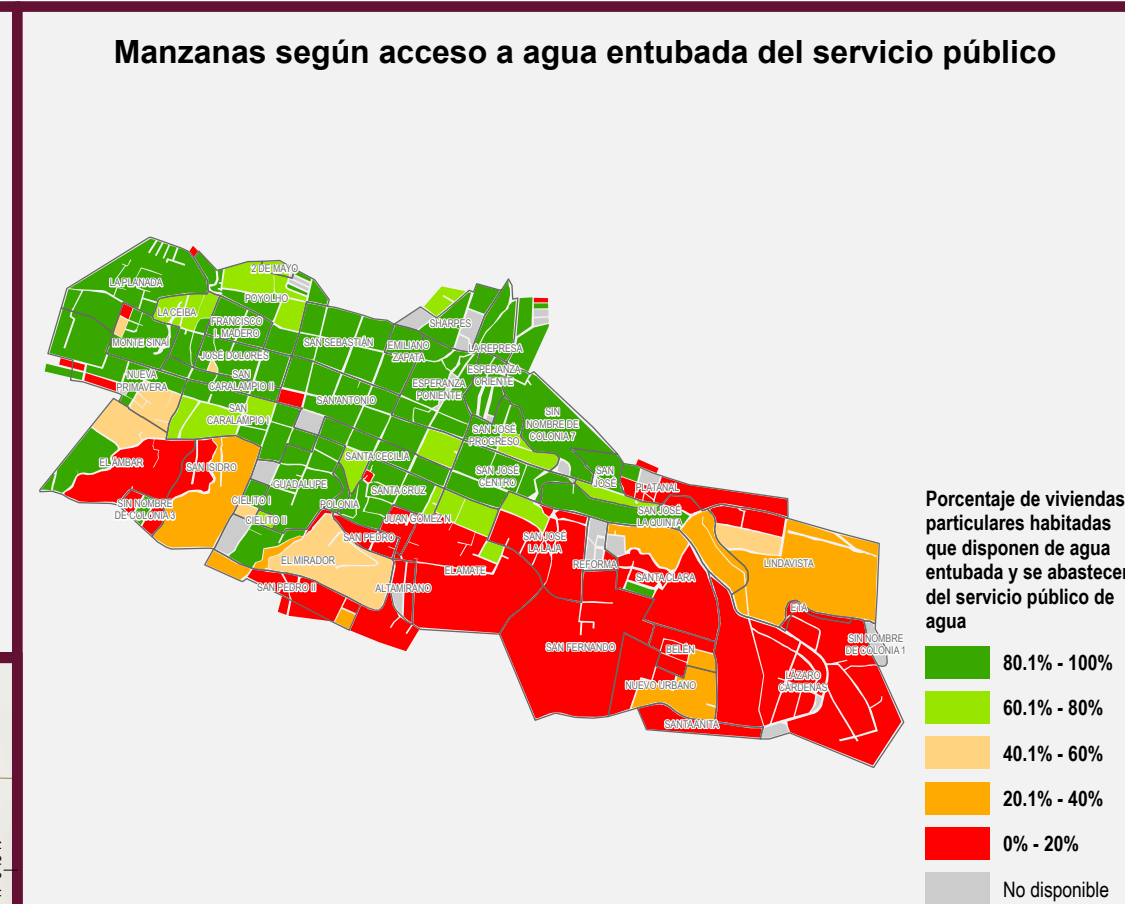 Manzanas según acceso a agua entubada del servicio público
2 DE MAYO
LA PLANADA
POYOLHO
LA CEIBA
FRANCISCO
I. MADERO
SHARPES
MONTE SINAÍ
SAN SEBASTIÁN
EMILIANO
ZAPATA
LA REPRESA
JOSÉ DOLORES
NUEVA
PRIMAVERA
SAN
CARALAMPIO II
ESPERANZA
ORIENTE
ESPERANZA
PONIENTE
SAN ANTONIO
SAN
CARALAMPIO I
SIN
NOMBRE DE
COLONIA 7
SAN JOSÉ
PROGRESO
SANTA CECILIA
EL ÁMBAR
SAN ISIDRO
SAN JOSÉ
CENTRO
SAN
JOSÉ
GUADALUPE
SANTA CRUZ
PLATANAL
CIELITO I
POLONIA
SIN NOMBRE
DE COLONIA 3
CIELITO II
JUAN GOMEZ N
SAN JOSÉ
LA QUINTA
SAN PEDRO
SAN JOSÉ
LA LAJA
EL MIRADOR
REFORMA
LINDAVISTA
EL AMATE
SANTA CLARA
SAN PEDRO II
ALTAMIRANO
ETA
SAN FERNANDO
BELÉN
SIN NOMBRE
DE COLONIA 1
NUEVO URBANO
LÁZARO
CÁRDENAS
SANTA ANITA
Porcentaje de viviendas
particulares habitadas
que disponen de agua
entubada y se abastecen
del servicio público de
agua
80.1% - 100%
60.1% - 80%
40.1% - 60%
20.1% - 40%
0% - 20%
No disponible